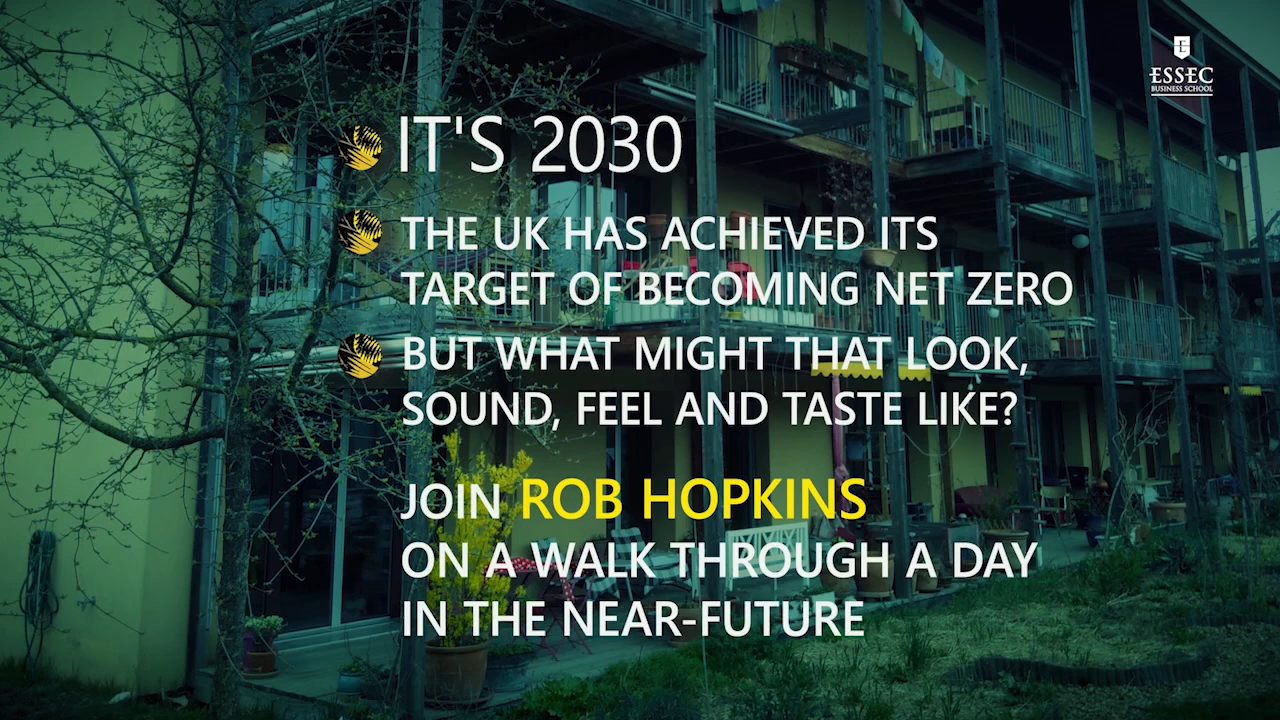 ESSEC
BUSINESS SCHOOL
IT'S 2030
THE UK HAS ACHIEVED ITS
TARGET OF BECOMING NET ZERO
BUT WHAT MIGHT THAT LOOK,
SOUND, FEEL AND TASTE LIKE?
JOIN ROB HOPKINS
ON A WALK THROUGH A DAY
IN THE NEAR-FUTURE